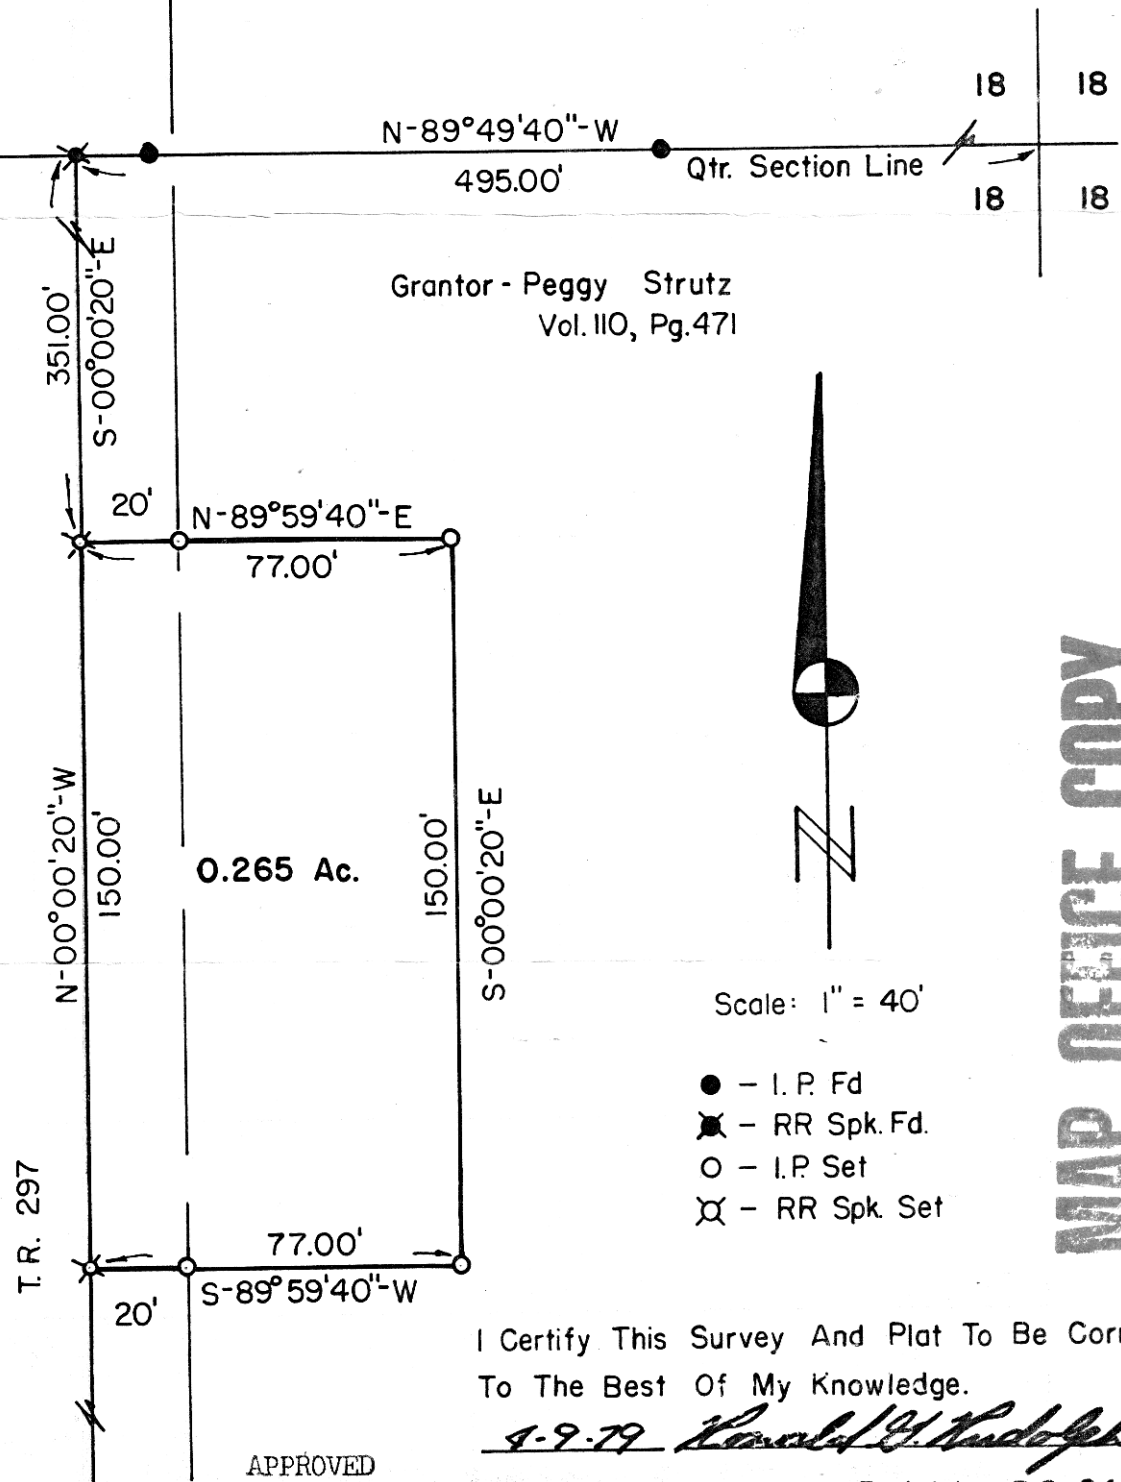 18 18
N-89°49'40"-W
495.00'
Qtr. Section Line
18 18
351.00'
S-00°00'20"-E
Grantor - Peggy Strutz
Vol. 110, Pg. 471
20'
N-89°59'40"-E
77.00'
N-00°00'20"-W
150.00'
0.265 Ac.
150.00'
S-00°00'20"-E
N
Scale: 1" = 40'
- I.P. Fd
- RR Spk. Fd.
- I.P. Set
- RR Spk. Set
MAP OFFICE COPY
T.R. 297
77.00'
S-89°59'40"-W
20'
I Certify This Survey And Plat To Be Corr
To The Best Of My Knowledge.
4-9-79 Ronald G. Rudolph
APPROVED